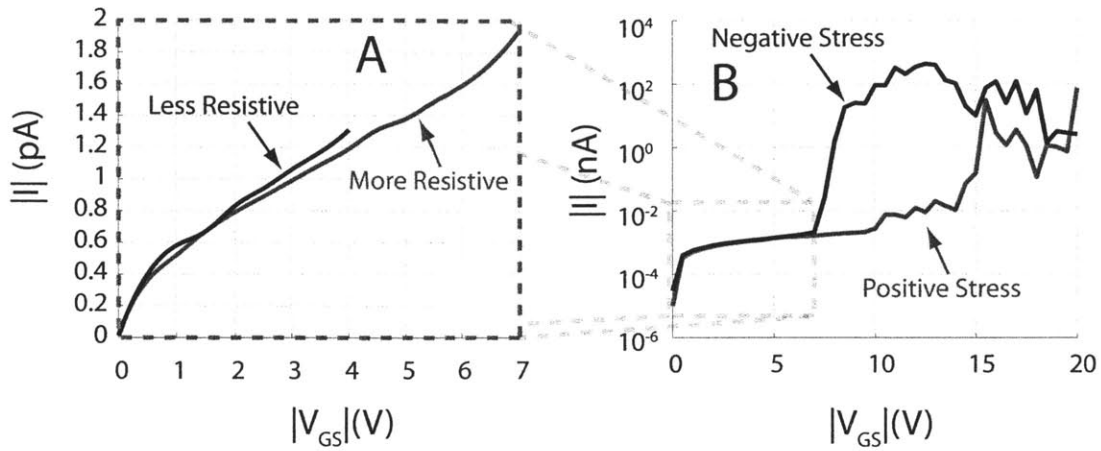 A
Less Resistive
More Resistive
|I| (pA)
2
1.8
1.6
1.4
1.2
1
0.8
0.6
0.4
0.2
0
0 1 2 3 4 5 6 7
|V_GS|(V)
B
Negative Stress
Positive Stress
|I| (nA)
10^4
10^2
10^0
10^-2
10^-4
10^-6
0 5 10 15 20
|V_GS|(V)